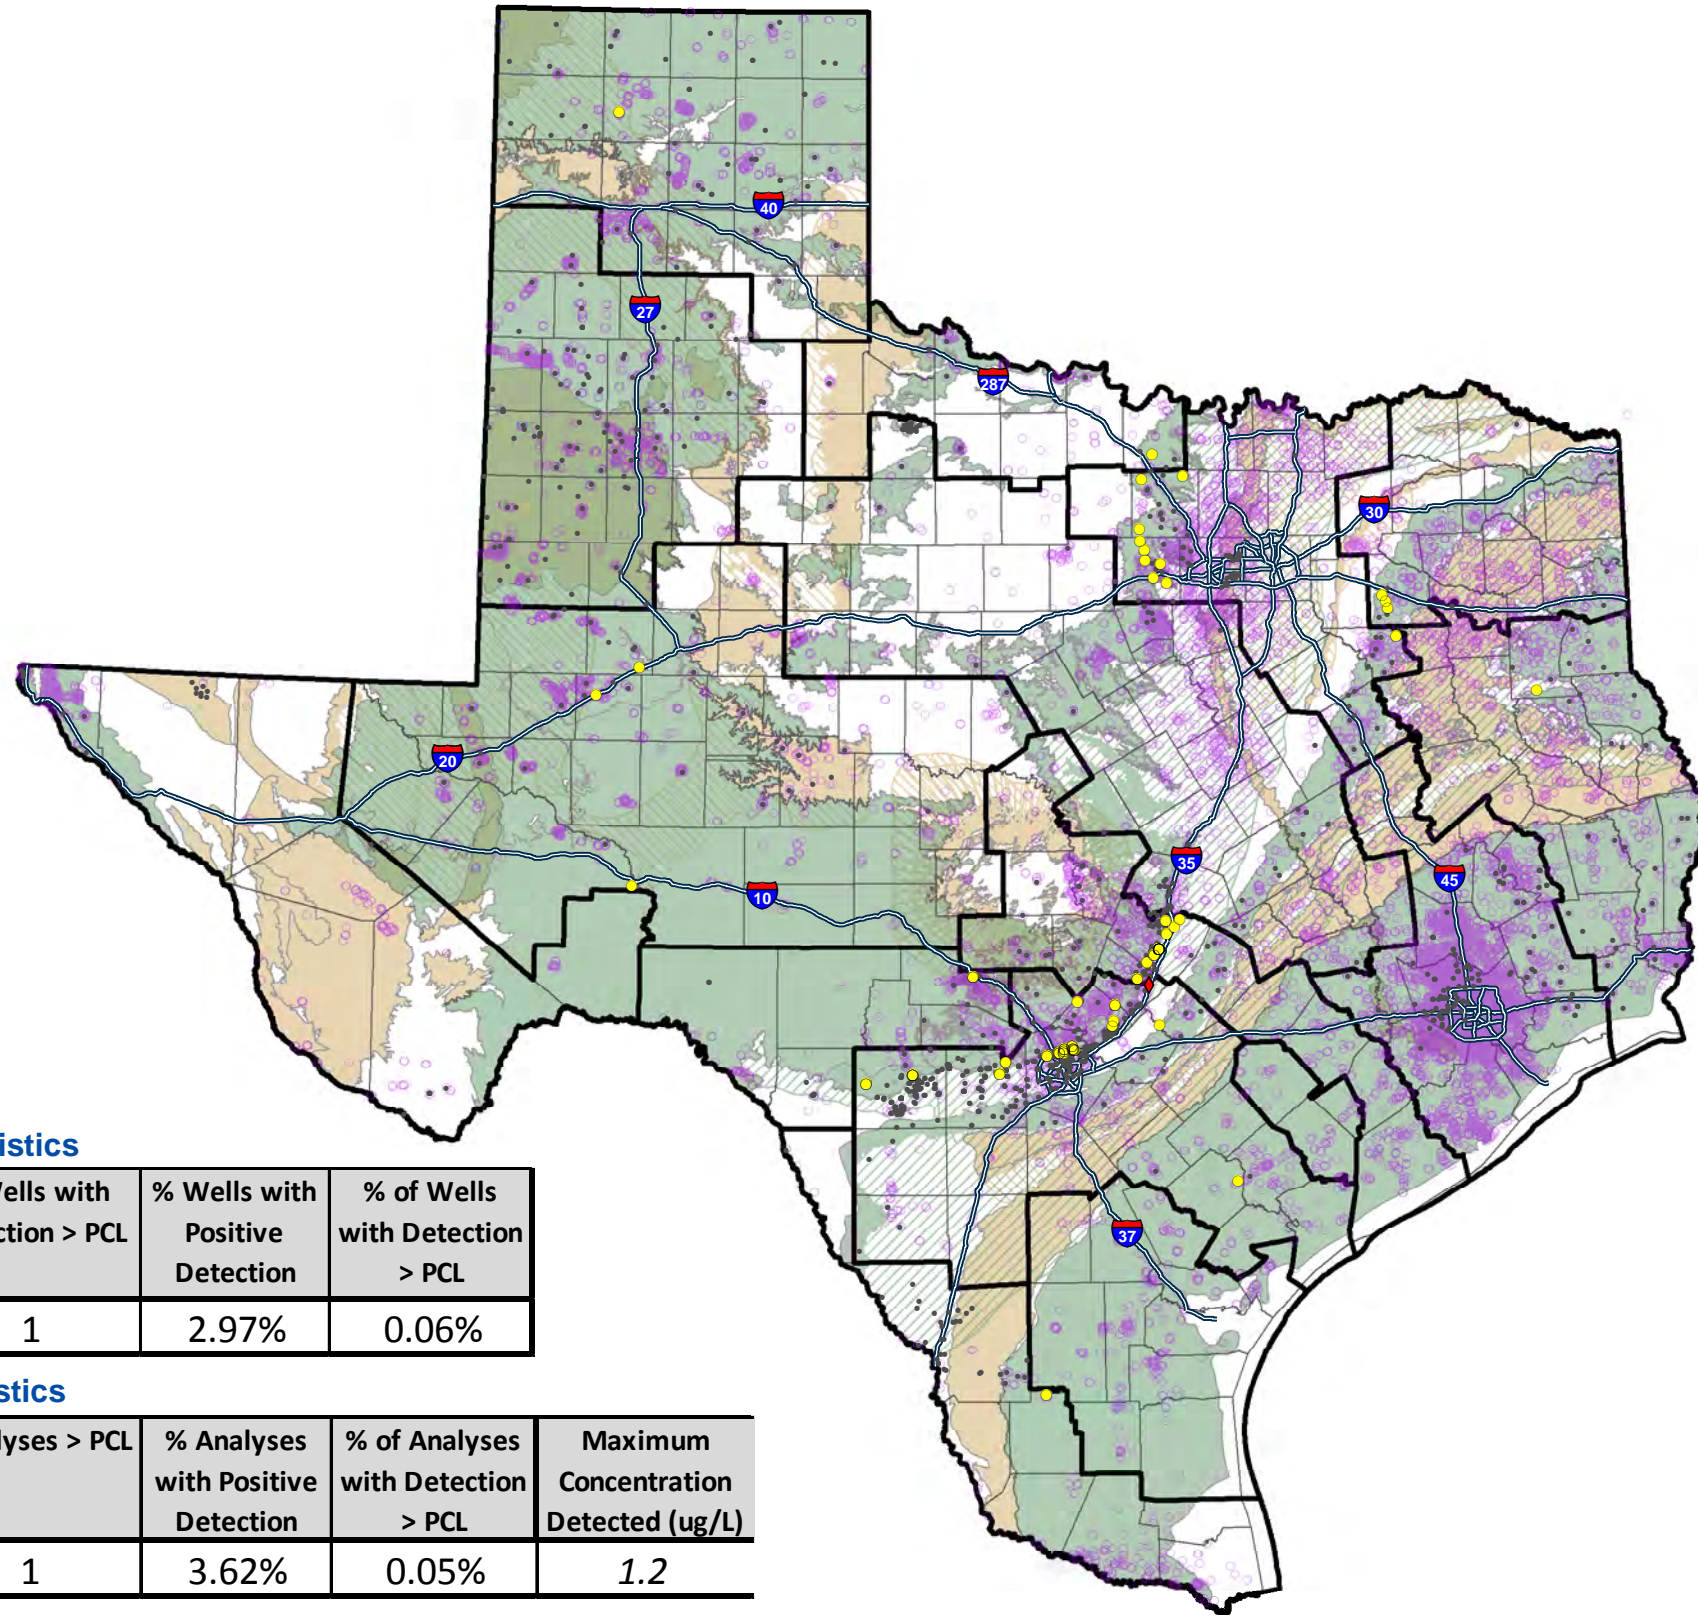 40
27
287
30
20
10
35
45
37
istics
Wells with
ction > PCL
% Wells with
Positive
Detection
% of Wells
with Detection
> PCL
1
2.97%
0.06%
stics
lyses > PCL
% Analyses
with Positive
Detection
% of Analyses
with Detection
> PCL
Maximum
Concentration
Detected (ug/L)
1
3.62%
0.05%
1.2